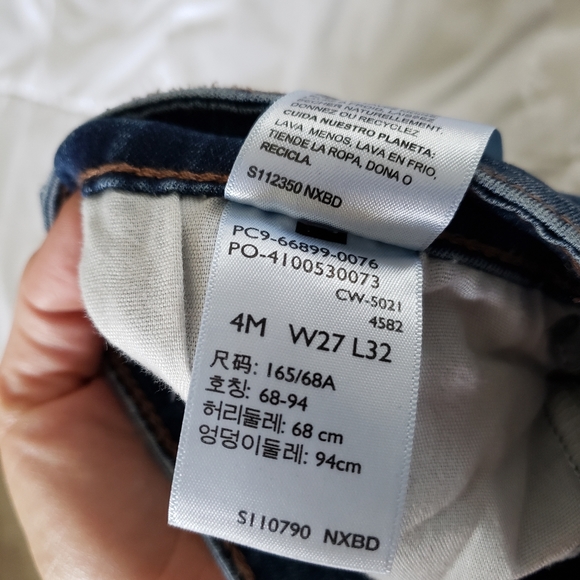 NATURELLEMENT.
DONNEZ OU RECYCLEZ
CUIDA NUESTRO PLANETA:
LAVA MENOS, LAVA EN FRIO,
TIENDE LA ROPA, DONA O
RECICLA.
S112350 NXBD
PC9-66899-0076
PO-4100530073
CW-5021
4582
4M W27 L32
尺码: 165/68A
호칭: 68-94
허리둘레: 68 cm
엉덩이둘레: 94cm
S110790 NXBD